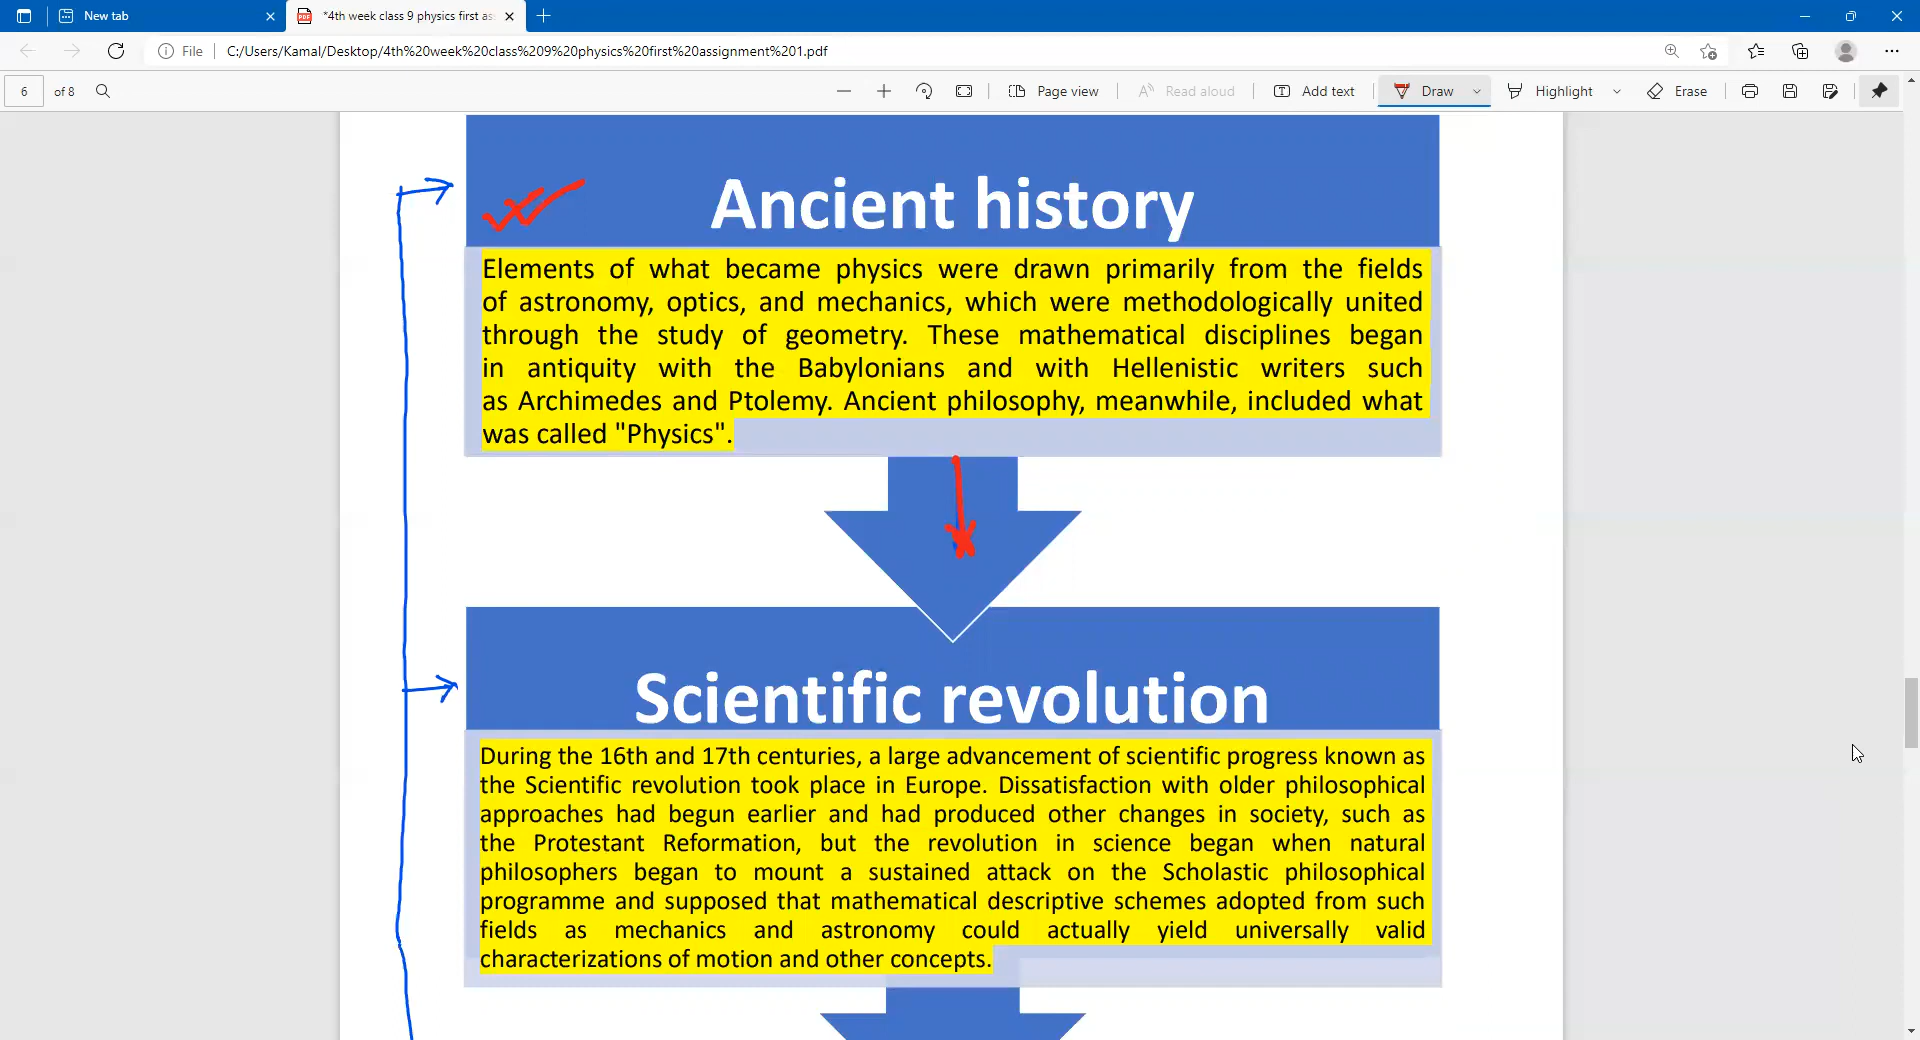 New tab
*4th week class 9 physics first as
File
C:/Users/Kamal/Desktop/4th%20week%20class%209%20physics%20first%20assignment%201.pdf
6 of 8
Page view
Read aloud
Add text
Draw
Highlight
Erase
Ancient history
Elements of what became physics were drawn primarily from the fields
of astronomy, optics, and mechanics, which were methodologically united
through the study of geometry. These mathematical disciplines began
in antiquity with the Babylonians and with Hellenistic writers such
as Archimedes and Ptolemy. Ancient philosophy, meanwhile, included what
was called "Physics".
Scientific revolution
During the 16th and 17th centuries, a large advancement of scientific progress known as
the Scientific revolution took place in Europe. Dissatisfaction with older philosophical
approaches had begun earlier and had produced other changes in society, such as
the Protestant Reformation, but the revolution in science began when natural
philosophers began to mount a sustained attack on the Scholastic philosophical
programme and supposed that mathematical descriptive schemes adopted from such
fields as mechanics and astronomy could actually yield universally valid
characterizations of motion and other concepts.